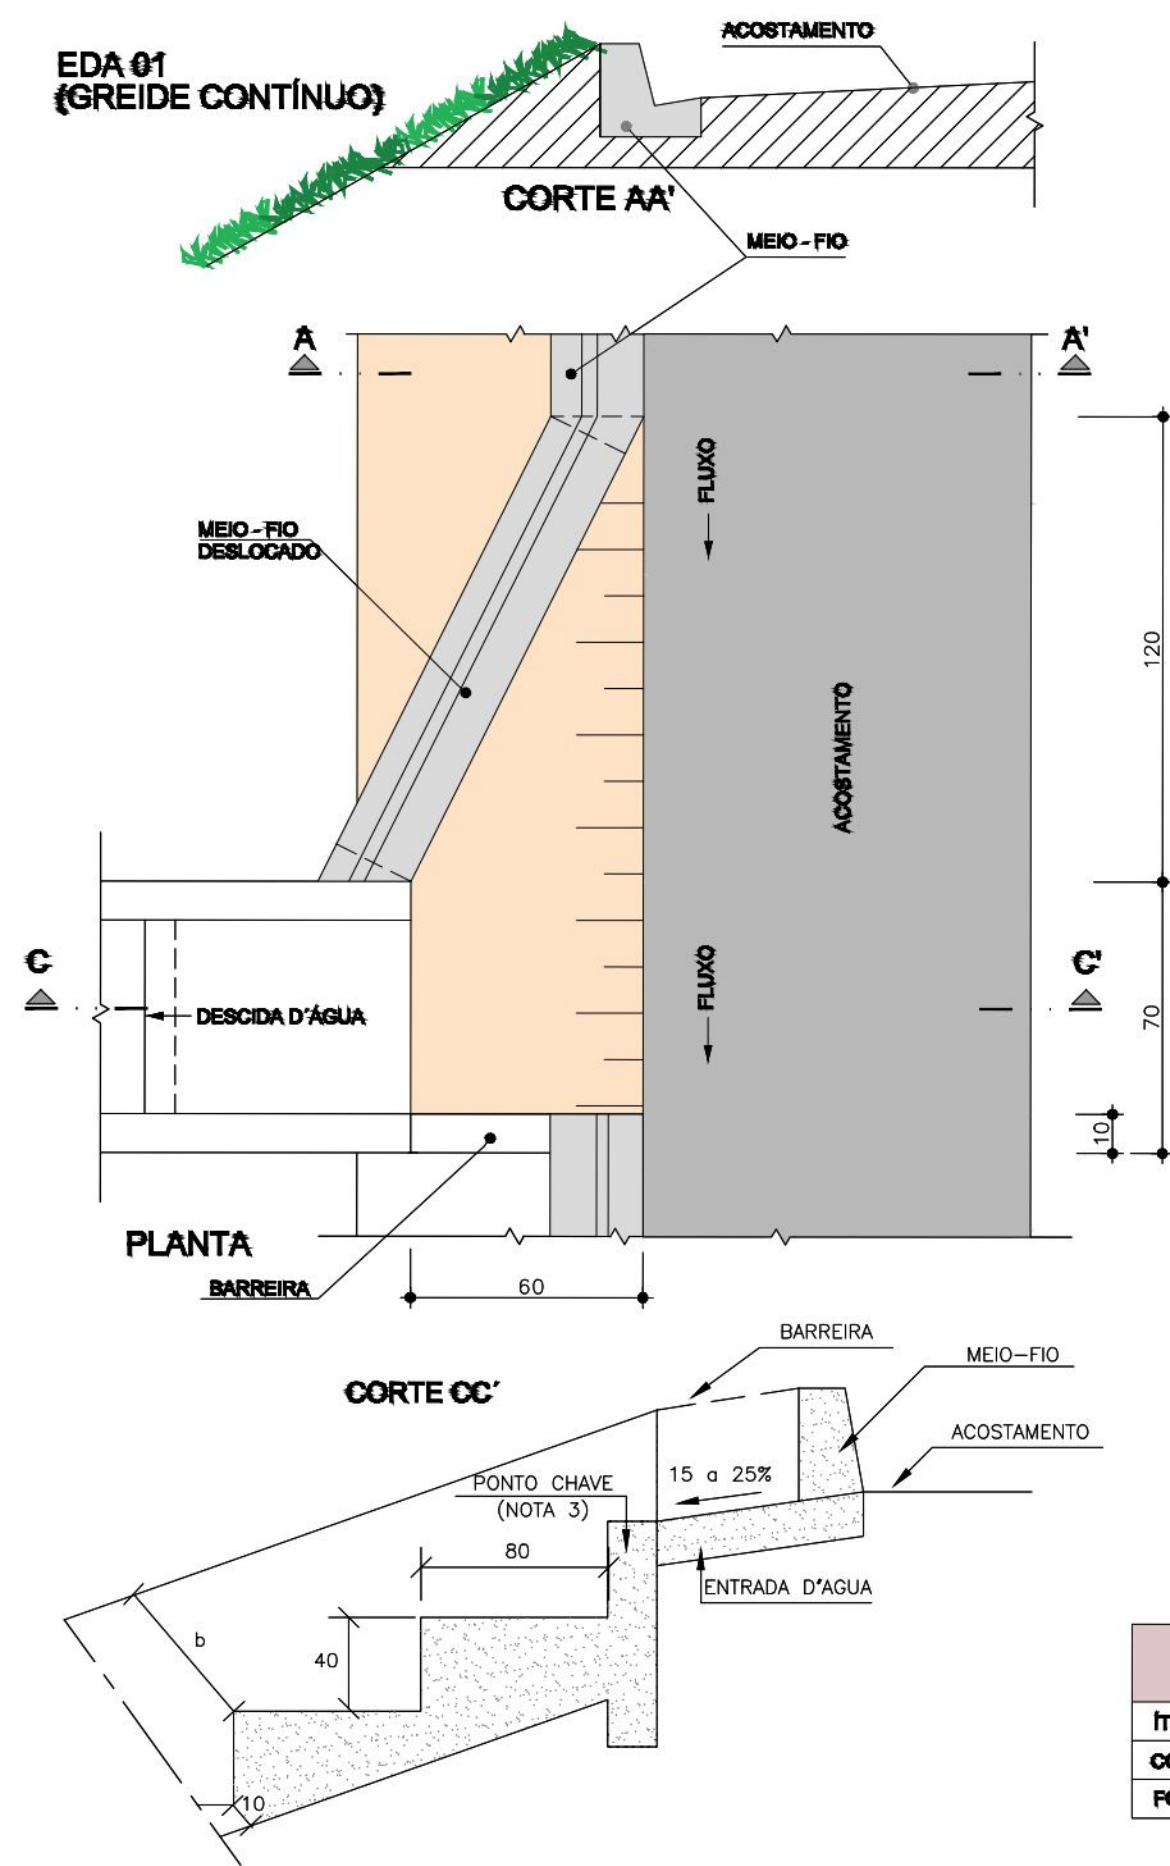 EDA 01
(GREIDE CONTÍNUO)
ACOSTAMENTO
CORTE AA'
MEIO - FIO
A
A'
FLUXO
MEIO - FIO
DESLOCADO
120
ACOSTAMENTO
C
C'
FLUXO
DESCIDA D'ÁGUA
70
10
PLANTA
BARREIRA
60
BARREIRA
MEIO-FIO
CORTE CC´
ACOSTAMENTO
PONTO CHAVE
(NOTA 3)
15 a 25%
80
ENTRADA D'AGUA
b
40
10